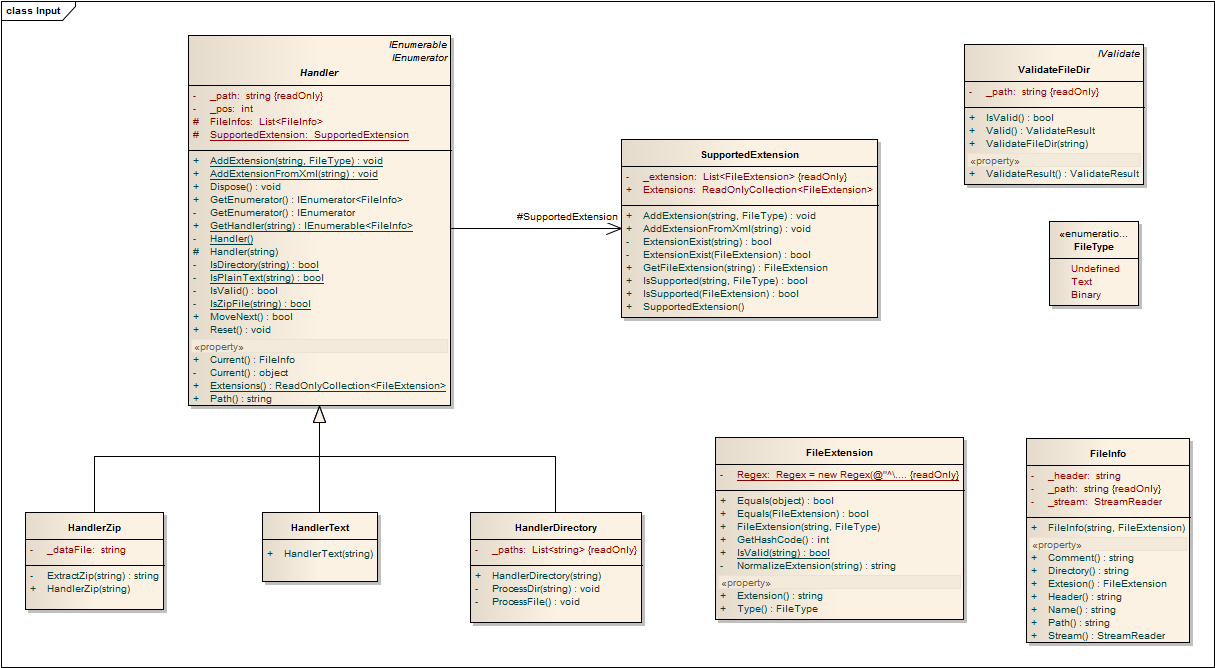 class Input
IEnumerable
IEnumerator
Handler
- _path: string {readOnly}
- _pos: int
# FileInfos: List<FileInfo>
# SupportedExtension: SupportedExtension
+ AddExtension(string, FileType) : void
+ AddExtensionFromXml(string) : void
+ Dispose() : void
+ GetEnumerator() : IEnumerator<FileInfo>
- GetEnumerator() : IEnumerator
+ GetHandler(string) : IEnumerable<FileInfo>
- Handler()
# Handler(string)
- IsDirectory(string) : bool
- IsPlainText(string) : bool
- IsValid() : bool
- IsZipFile(string) : bool
+ MoveNext() : bool
+ Reset() : void
«property»
+ Current() : FileInfo
- Current() : object
+ Extensions() : ReadOnlyCollection<FileExtension>
+ Path() : string
#SupportedExtension
SupportedExtension
- _extension: List<FileExtension> {readOnly}
+ Extensions: ReadOnlyCollection<FileExtension>
+ AddExtension(string, FileType) : void
+ AddExtensionFromXml(string) : void
- ExtensionExist(string) : bool
- ExtensionExist(FileExtension) : bool
+ GetFileExtension(string) : FileExtension
+ IsSupported(string, FileType) : bool
+ IsSupported(FileExtension) : bool
+ SupportedExtension()
IValidate
ValidateFileDir
- _path: string {readOnly}
+ IsValid() : bool
+ Valid() : ValidateResult
+ ValidateFileDir(string)
«property»
+ ValidateResult() : ValidateResult
«enumeratio...
FileType
Undefined
Text
Binary
HandlerZip
- _dataFile: string
- ExtractZip(string) : string
+ HandlerZip(string)
HandlerText
+ HandlerText(string)
HandlerDirectory
- _paths: List<string> {readOnly}
+ HandlerDirectory(string)
- ProcessDir(string) : void
- ProcessFile() : void
FileExtension
- Regex: Regex = new Regex(@"^\.... {readOnly}
+ Equals(object) : bool
+ Equals(FileExtension) : bool
+ FileExtension(string, FileType)
+ GetHashCode() : int
+ IsValid(string) : bool
- NormalizeExtension(string) : string
«property»
+ Extension() : string
+ Type() : FileType
FileInfo
- _header: string
- _path: string {readOnly}
- _stream: StreamReader
+ FileInfo(string, FileExtension)
«property»
+ Comment() : string
+ Directory() : string
+ Extesion() : FileExtension
+ Header() : string
+ Name() : string
+ Path() : string
+ Stream() : StreamReader